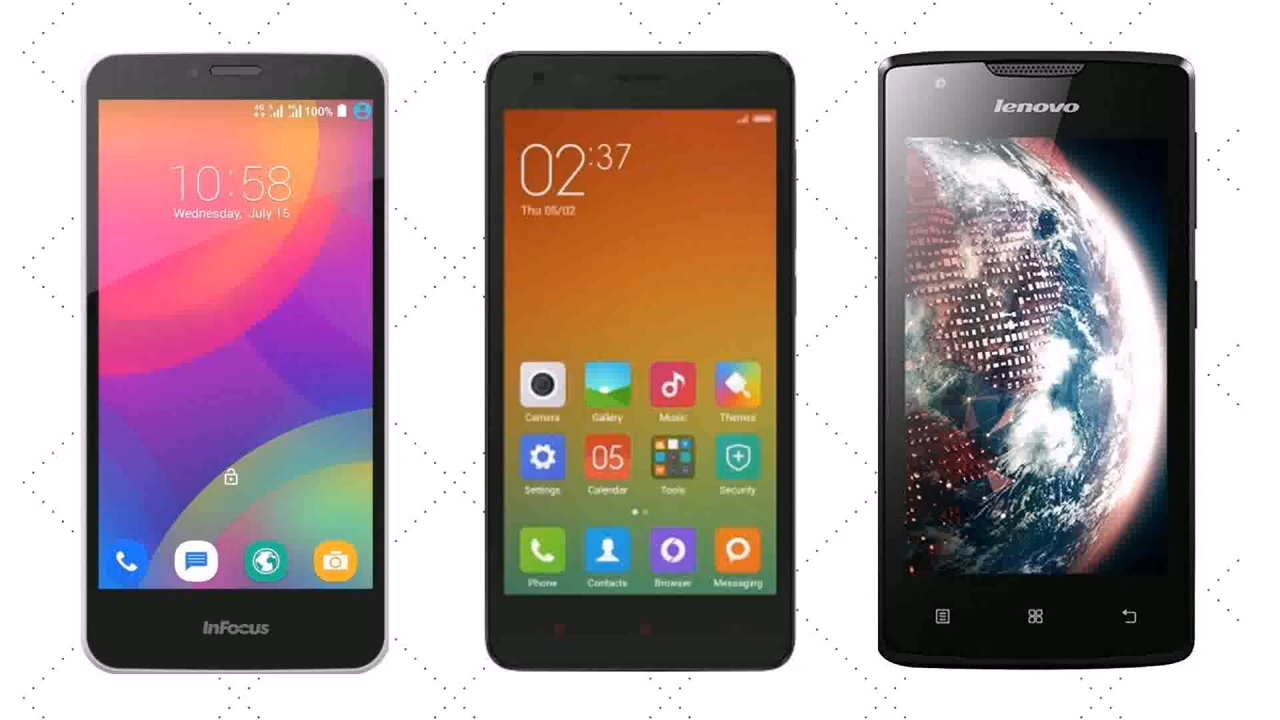 100%
10:58
Wednesday, July 15
InFocus
02:37
Thu 05/02
Camera Gallery Music Themes
05
Settings Calendar Tools Security
Phone Contacts Browser Messaging
lenovo